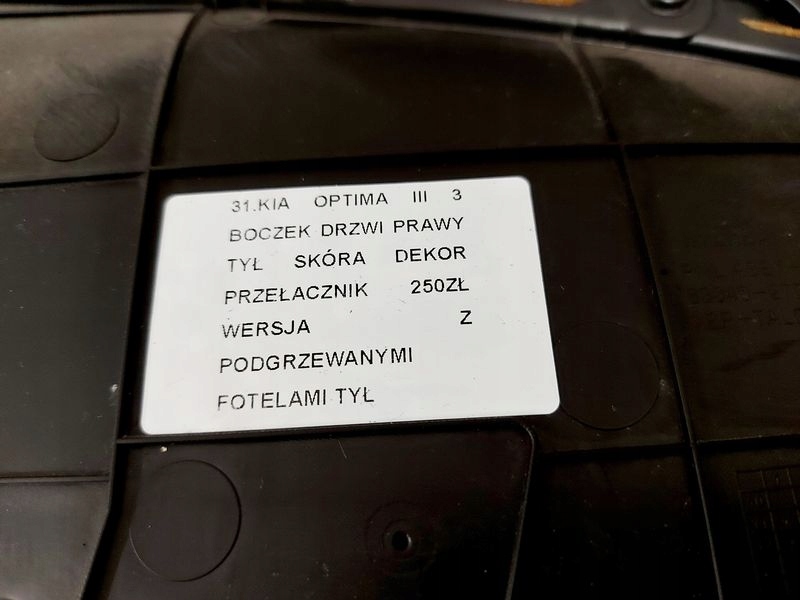 31.KIA OPTIMA III 3
BOCZEK DRZWI PRAWY
TYŁ SKÓRA DEKOR
PRZEŁACZNIK 250ZŁ
WERSJA Z
PODGRZEWANYMI
FOTELAMI TYŁ